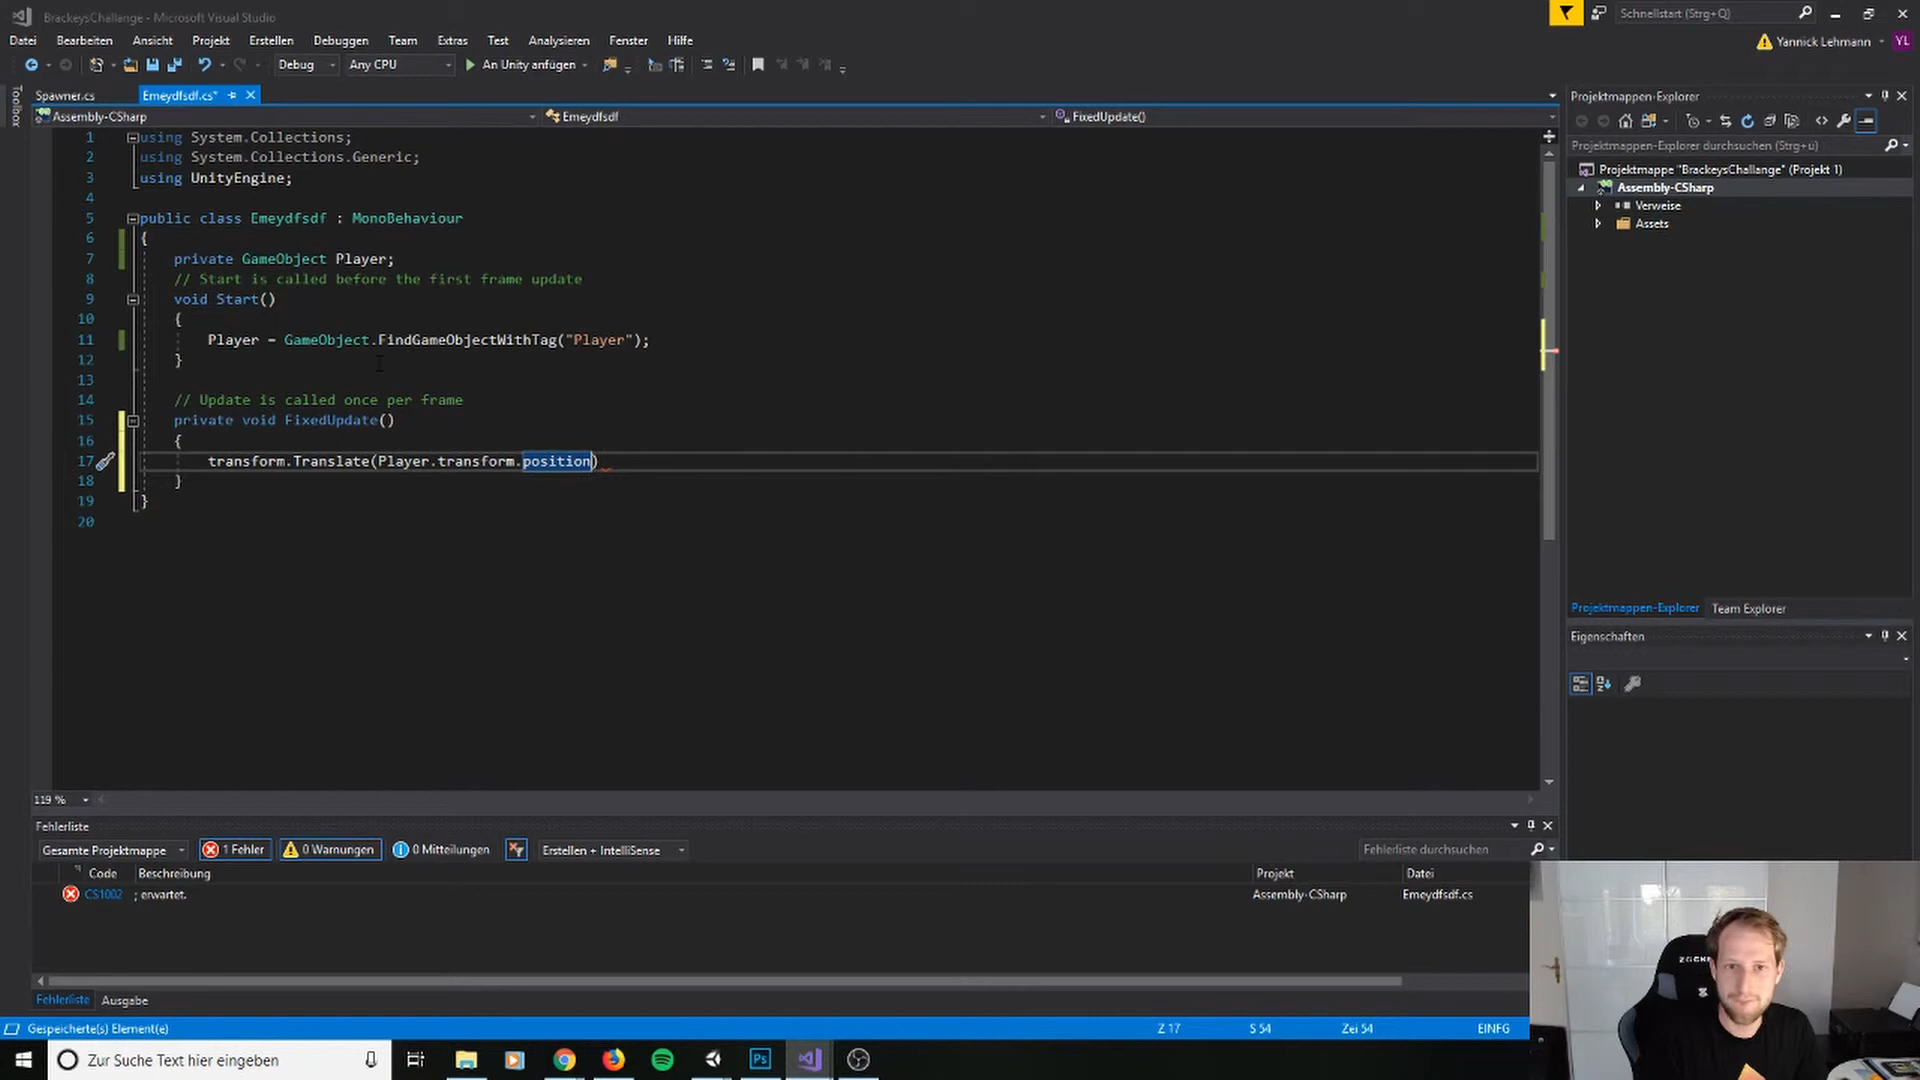 BrackeysChallange - Microsoft Visual Studio
Schnellstart (Strg+Q)
Datei Bearbeiten Ansicht Projekt Erstellen Debuggen Team Extras Test Analysieren Fenster Hilfe
Yannick Lehmann YL
Debug Any CPU An Unity anfügen
Toolbox
Spawner.cs Emeydfsdf.cs*
Assembly-CSharp Emeydfsdf FixedUpdate()
1 using System.Collections;
2 using System.Collections.Generic;
3 using UnityEngine;
4
5 public class Emeydfsdf : MonoBehaviour
6 {
7 private GameObject Player;
8 // Start is called before the first frame update
9 void Start()
10 {
11 Player = GameObject.FindGameObjectWithTag("Player");
12 }
13
14 // Update is called once per frame
15 private void FixedUpdate()
16 {
17 transform.Translate(Player.transform.position)
18 }
19 }
20
Projektmappen-Explorer
Projektmappen-Explorer durchsuchen (Strg+ü)
Projektmappe "BrackeysChallange" (Projekt 1)
Assembly-CSharp
Verweise
Assets
Projektmappen-Explorer Team Explorer
Eigenschaften
119 %
Fehlerliste
Gesamte Projektmappe 1 Fehler 0 Warnungen 0 Mitteilungen Erstellen + IntelliSense Fehlerliste durchsuchen
Code Beschreibung Projekt Datei
CS1002 ; erwartet. Assembly-CSharp Emeydfsdf.cs
Fehlerliste Ausgabe
Gespeicherte(s) Element(e) Z 17 S 54 Zei 54 EINFG
Zur Suche Text hier eingeben
Ps